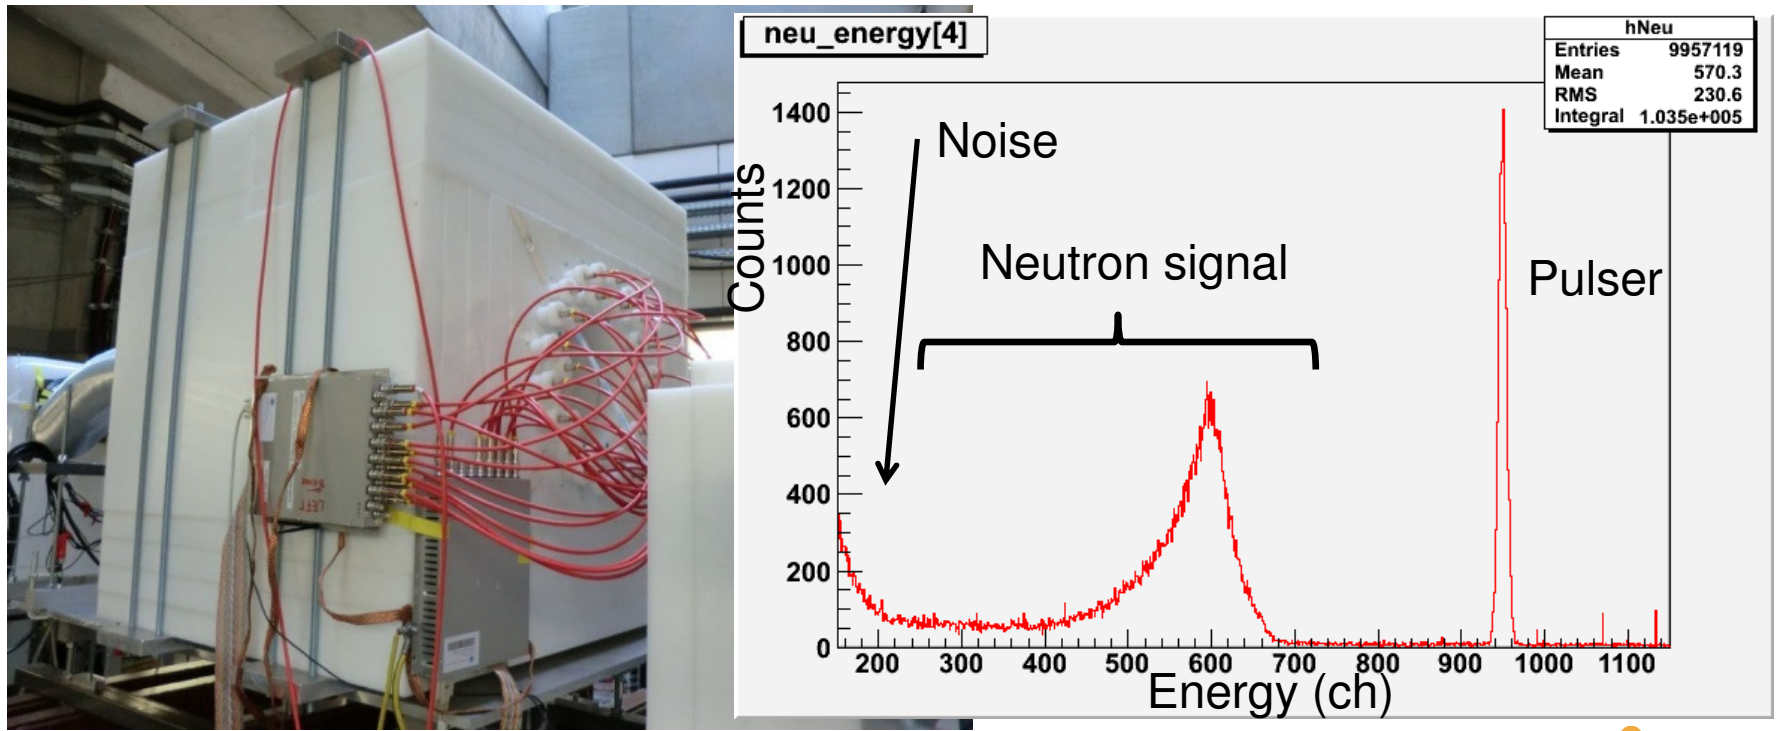 neu_energy[4]
hNeu
Entries 9957119
Mean 570.3
RMS 230.6
Integral 1.035e+005
Counts
1400
1200
1000
800
600
400
200
0
Noise
Neutron signal
Pulser
200 300 400 500 600 700 800 900 1000 1100
Energy (ch)
LEFT